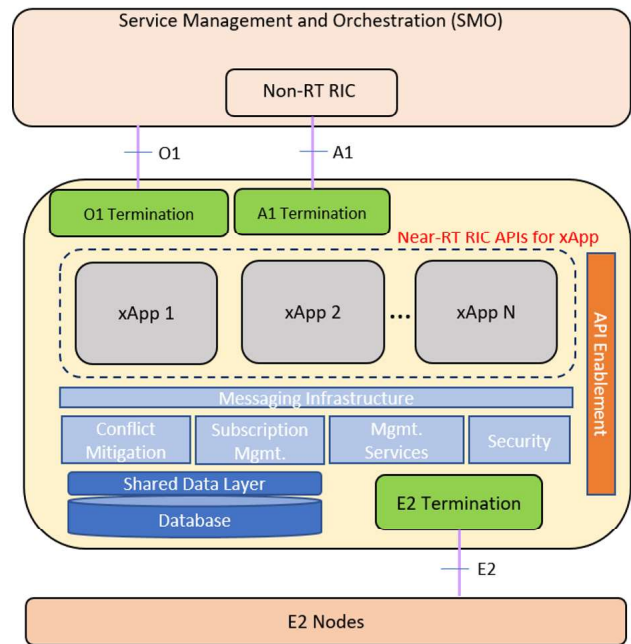 Service Management and Orchestration (SMO)
Non-RT RIC
O1
A1
O1 Termination
A1 Termination
Near-RT RIC APIs for xApp
xApp 1
xApp 2
...
xApp N
API Enablement
Messaging Infrastructure
Conflict
Mitigation
Subscription
Mgmt.
Mgmt.
Services
Security
Shared Data Layer
Database
E2 Termination
E2
E2 Nodes